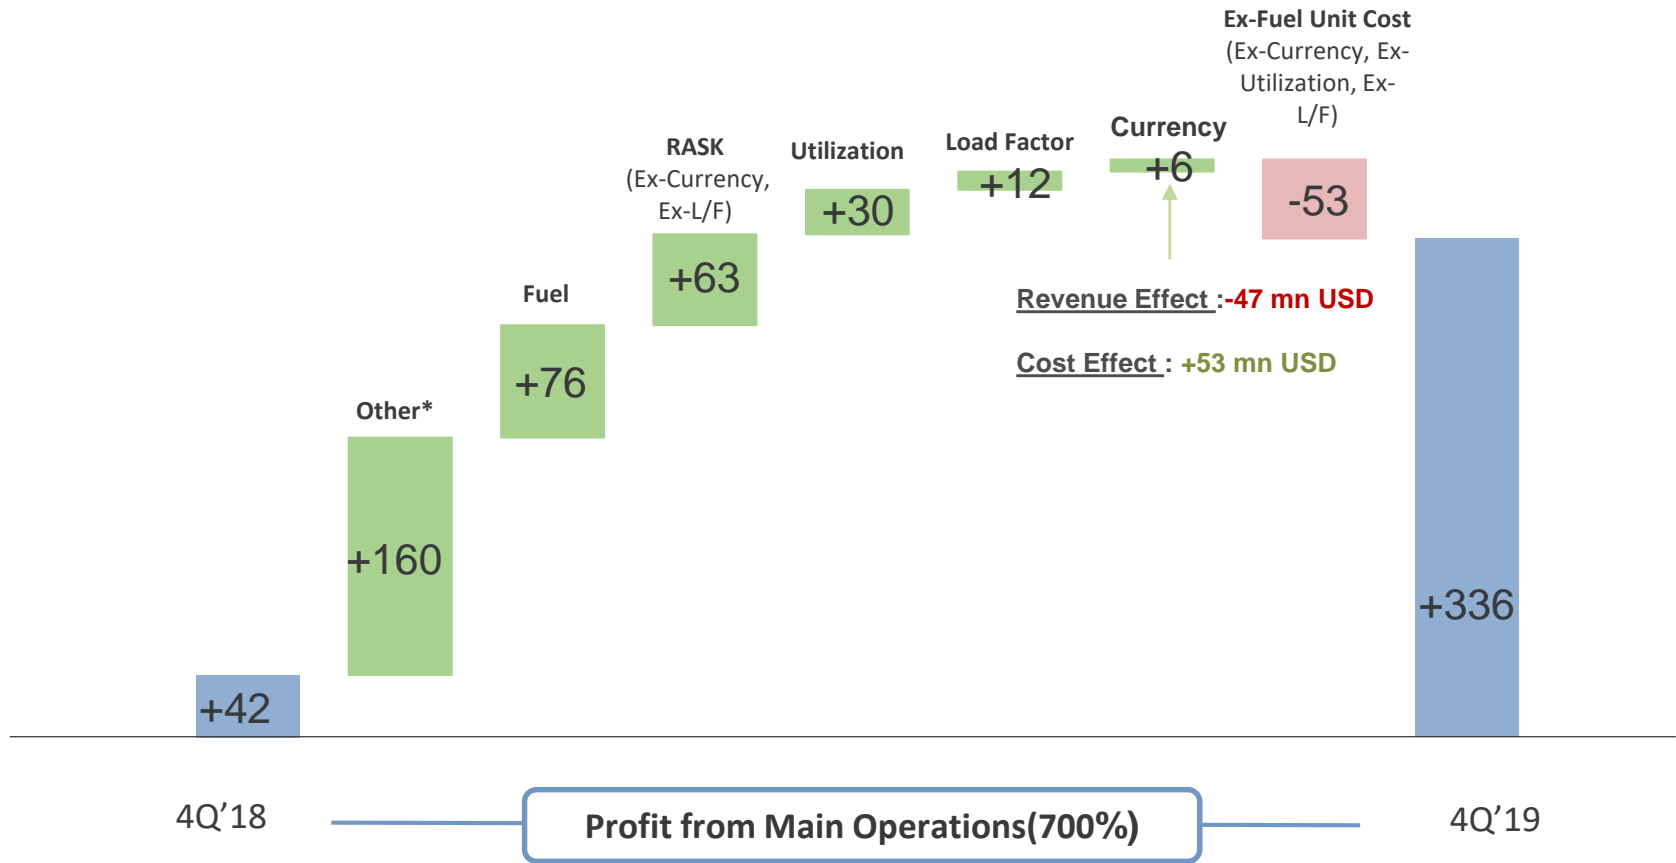 Ex-Fuel Unit Cost
(Ex-Currency, Ex-
Utilization, Ex-
L/F)
Currency
Load Factor
Utilization
RASK
(Ex-Currency,
Ex-L/F)
+6
+12
-53
+30
+63
Fuel
Revenue Effect :-47 mn USD
Cost Effect : +53 mn USD
+76
Other*
+160
+336
+42
4Q’18
Profit from Main Operations(700%)
4Q’19